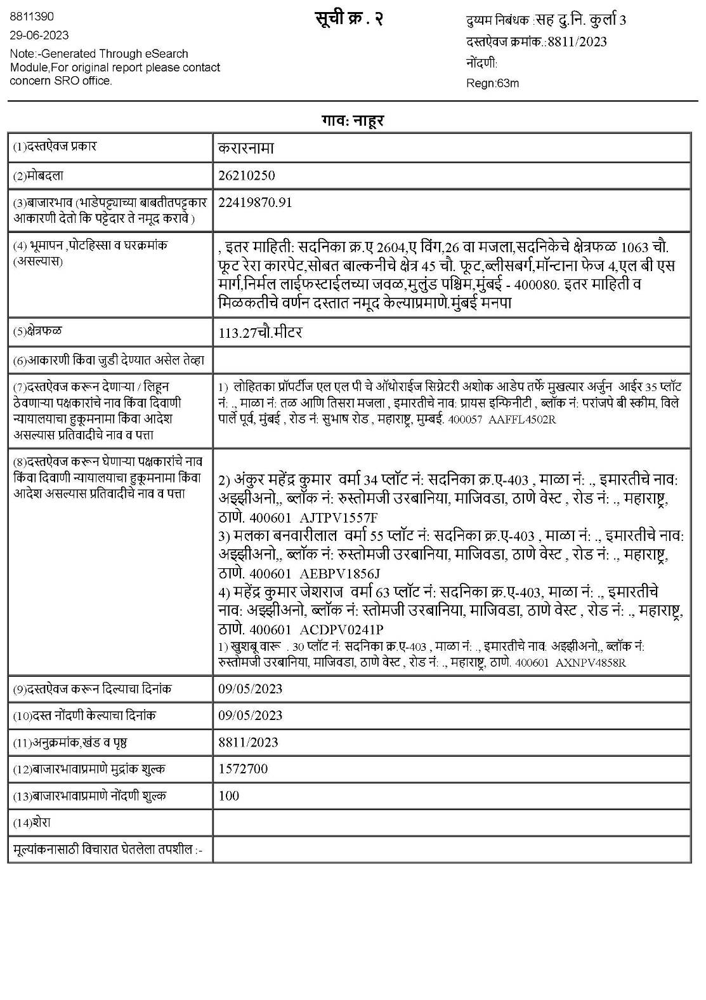 8811390
29-06-2023
Note:-Generated Through eSearch
Module,For original report please contact
concern SRO office.
सूची क्र . २
दुय्यम निबंधक :सह दु.नि. कुर्ला 3
दस्तऐवज क्रमांक.:8811/2023
नोंदणी:
Regn:63m
गाव: नाहूर
(1)दस्तऐवज प्रकार
करारनामा
(2)मोबदला
26210250
(3)बाजारभाव (भाडेपट्ट्याच्या बाबतीतपट्टकार
आकारणी देतो कि पट्टेदार ते नमूद करावे )
22419870.91
(4) भूमापन ,पोटहिस्सा व घरक्रमांक
(असल्यास)
, इतर माहिती: सदनिका क्र.ए 2604,ए विंग,26 वा मजला,सदनिकेचे क्षेत्रफळ 1063 चौ.
फूट रेरा कारपेट,सोबत बाल्कनीचे क्षेत्र 45 चौ. फूट,ब्लीसबर्ग,मॉन्टाना फेज 4,एल बी एस
मार्ग,निर्मल लाईफस्टाईलच्या जवळ,मुलुंड पश्चिम,मुंबई - 400080. इतर माहिती व
मिळकतीचे वर्णन दस्तात नमूद केल्याप्रमाणे.मुंबई मनपा
(5)क्षेत्रफळ
113.27चौ.मीटर
(6)आकारणी किंवा जुडी देण्यात असेल तेव्हा
(7)दस्तऐवज करून देणाऱ्या / लिहून
ठेवणाऱ्या पक्षकारांचे नाव किंवा दिवाणी
न्यायालयाचा हुकूमनामा किंवा आदेश
असल्यास प्रतिवादीचे नाव व पत्ता
1) लोहितका प्रॉपर्टीज एल एल पी चे ऑथोराईज सिग्नेटरी अशोक आडेप तर्फे मुखत्यार अर्जुन आईर 35 प्लॉट
नं: ., माळा नं: तळ आणि तिसरा मजला , इमारतीचे नाव: प्रायस इन्फिनीटी , ब्लॉक नं: परांजपे बी स्कीम, विले
पार्ले पूर्व, मुंबई , रोड नं: सुभाष रोड , महाराष्ट्र, मुम्बई. 400057 AAFFL4502R
(8)दस्तऐवज करून घेणाऱ्या पक्षकारांचे नाव
किंवा दिवाणी न्यायालयाचा हुकूमनामा किंवा
आदेश असल्यास प्रतिवादीचे नाव व पत्ता
2) अंकुर महेंद्र कुमार वर्मा 34 प्लॉट नं: सदनिका क्र.ए-403 , माळा नं: ., इमारतीचे नाव:
अझ्झीअनो,, ब्लॉक नं: रुस्तोमजी उरबानिया, माजिवडा, ठाणे वेस्ट , रोड नं: ., महाराष्ट्र,
ठाणे. 400601 AJTPV1557F
3) मलका बनवारीलाल वर्मा 55 प्लॉट नं: सदनिका क्र.ए-403 , माळा नं: ., इमारतीचे नाव:
अझ्झीअनो,, ब्लॉक नं: रुस्तोमजी उरबानिया, माजिवडा, ठाणे वेस्ट , रोड नं: ., महाराष्ट्र,
ठाणे. 400601 AEBPV1856J
4) महेंद्र कुमार जेशराज वर्मा 63 प्लॉट नं: सदनिका क्र.ए-403, माळा नं: ., इमारतीचे
नाव: अझ्झीअनो, ब्लॉक नं: स्तोमजी उरबानिया, माजिवडा, ठाणे वेस्ट , रोड नं: ., महाराष्ट्र,
ठाणे. 400601 ACDPV0241P
1) खुशबू वारू . 30 प्लॉट नं: सदनिका क्र.ए-403 , माळा नं: ., इमारतीचे नाव: अझ्झीअनो,, ब्लॉक नं:
रुस्तोमजी उरबानिया, माजिवडा, ठाणे वेस्ट , रोड नं: ., महाराष्ट्र, ठाणे. 400601 AXNPV4858R
(9)दस्तऐवज करून दिल्याचा दिनांक
09/05/2023
(10)दस्त नोंदणी केल्याचा दिनांक
09/05/2023
(11)अनुक्रमांक,खंड व पृष्ठ
8811/2023
(12)बाजारभावाप्रमाणे मुद्रांक शुल्क
1572700
(13)बाजारभावाप्रमाणे नोंदणी शुल्क
100
(14)शेरा
मूल्यांकनासाठी विचारात घेतलेला तपशील :-